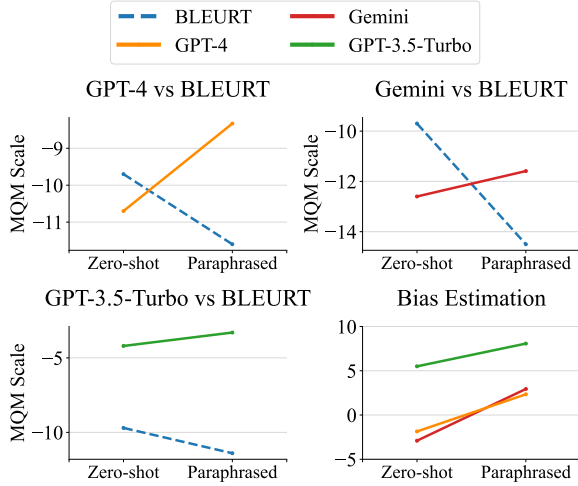 BLEURT
Gemini
GPT-4
GPT-3.5-Turbo
GPT-4 vs BLEURT
MQM Scale
−9
−10
−11
Zero-shot
Paraphrased
Gemini vs BLEURT
MQM Scale
−10
−12
−14
Zero-shot
Paraphrased
GPT-3.5-Turbo vs BLEURT
MQM Scale
−5
−10
Zero-shot
Paraphrased
Bias Estimation
10
5
0
−5
Zero-shot
Paraphrased